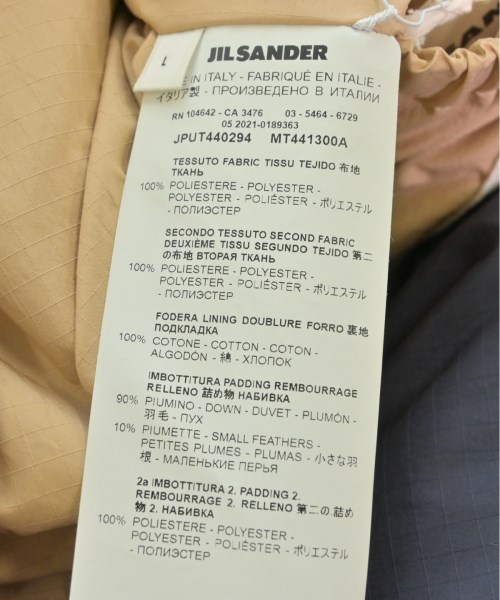 L
JIL SANDER
IN ITALY - FABRIQUÉ EN ITALIE -
イタリア製 - ПРОИЗВЕДЕНО В ИТАЛИИ
RN 104642 - CA 3476 03 - 5464 - 6729
05 2021-0189363
JPUT440294 MT441300A
TESSUTO FABRIC TISSU TEJIDO 布地
ТКАНЬ
100% POLIESTERE - POLYESTER -
POLYESTER - POLIÉSTER - ポリエステル
- ПОЛИЭСТЕР
SECONDO TESSUTO SECOND FABRIC
DEUXIÈME TISSU SEGUNDO TEJIDO 第二
の布地 ВТОРАЯ ТКАНЬ
100% POLIESTERE - POLYESTER -
POLYESTER - POLIÉSTER - ポリエステル
- ПОЛИЭСТЕР
FODERA LINING DOUBLURE FORRO 裏地
ПОДКЛАДКА
100% COTONE - COTTON - COTON -
ALGODÓN - 綿 - ХЛОПОК
IMBOTTITURA PADDING REMBOURRAGE
RELLENO 詰め物 НАБИВКА
90% PIUMINO - DOWN - DUVET - PLUMÓN -
羽毛 - ПУХ
10% PIUMETTE - SMALL FEATHERS -
PETITES PLUMES - PLUMAS - 小さな羽
根 - МАЛЕНЬКИЕ ПЕРЬЯ
2a IMBOTTITURA 2. PADDING 2.
REMBOURRAGE 2. RELLENO 第二の 詰め
物 2. НАБИВКА
100% POLIESTERE - POLYESTER -
POLYESTER - POLIÉSTER - ポリエステル
- ПОЛИЭСТЕР